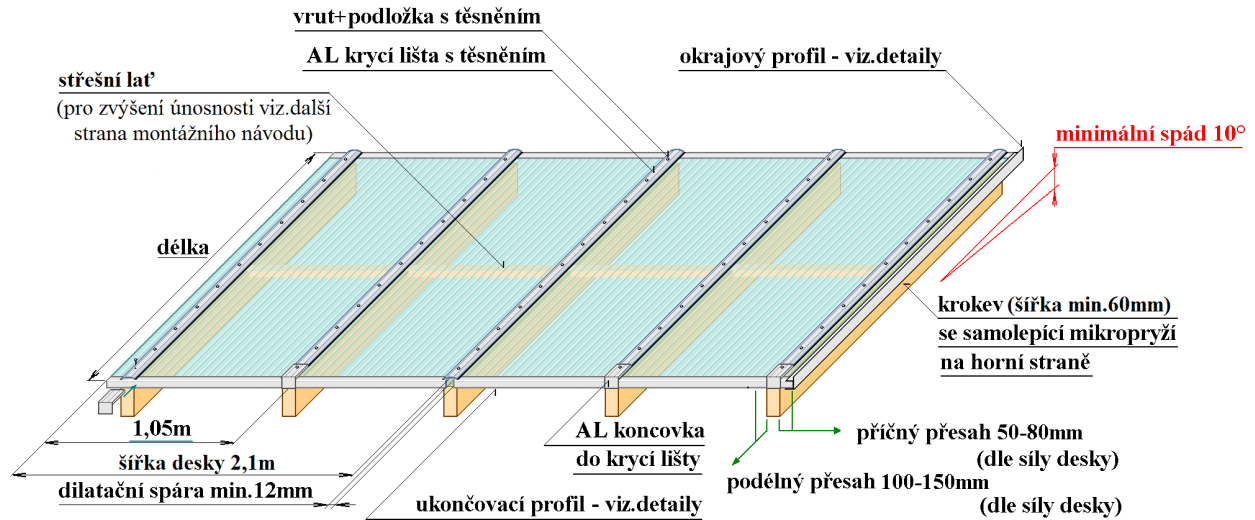 vrut+podložka s těsněním
AL krycí lišta s těsněním
okrajový profil - viz.detaily
střešní lať
(pro zvýšení únosnosti viz.další
strana montážního návodu)
minimální spád 10°
délka
krokev (šířka min.60mm)
se samolepící mikropryží
na horní straně
1,05m
šířka desky 2,1m
dilatační spára min.12mm
AL koncovka
do krycí lišty
ukončovací profil - viz.detaily
příčný přesah 50-80mm
(dle síly desky)
podélný přesah 100-150mm
(dle síly desky)